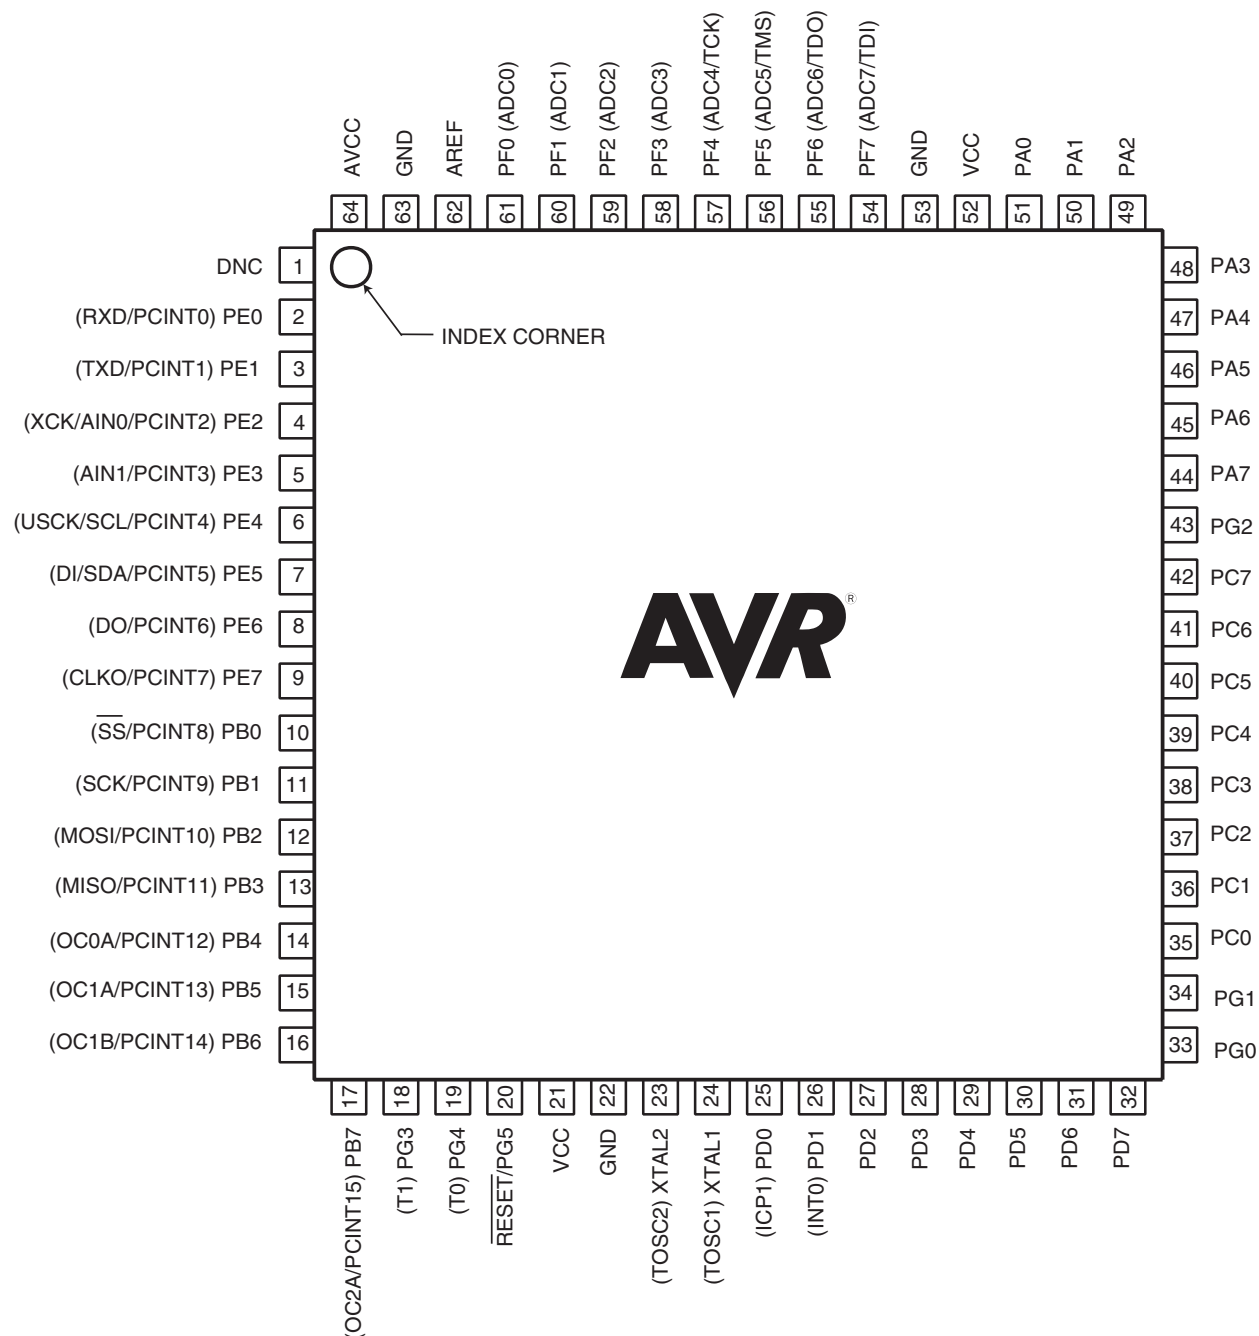 AVCC
GND
AREF
PF0 (ADC0)
PF1 (ADC1)
PF2 (ADC2)
PF3 (ADC3)
PF4 (ADC4/TCK)
PF5 (ADC5/TMS)
PF6 (ADC6/TDO)
PF7 (ADC7/TDI)
GND
VCC
PA0
PA1
PA2
64
63
62
61
60
59
58
57
56
55
54
53
52
51
50
49
DNC 1
(RXD/PCINT0) PE0 2
(TXD/PCINT1) PE1 3
(XCK/AIN0/PCINT2) PE2 4
(AIN1/PCINT3) PE3 5
(USCK/SCL/PCINT4) PE4 6
(DI/SDA/PCINT5) PE5 7
(DO/PCINT6) PE6 8
(CLKO/PCINT7) PE7 9
(SS/PCINT8) PB0 10
(SCK/PCINT9) PB1 11
(MOSI/PCINT10) PB2 12
(MISO/PCINT11) PB3 13
(OC0A/PCINT12) PB4 14
(OC1A/PCINT13) PB5 15
(OC1B/PCINT14) PB6 16
INDEX CORNER
AVR®
48 PA3
47 PA4
46 PA5
45 PA6
44 PA7
43 PG2
42 PC7
41 PC6
40 PC5
39 PC4
38 PC3
37 PC2
36 PC1
35 PC0
34 PG1
33 PG0
17
18
19
20
21
22
23
24
25
26
27
28
29
30
31
32
(OC2A/PCINT15) PB7
(T1) PG3
(T0) PG4
RESET/PG5
VCC
GND
(TOSC2) XTAL2
(TOSC1) XTAL1
(ICP1) PD0
(INT0) PD1
PD2
PD3
PD4
PD5
PD6
PD7